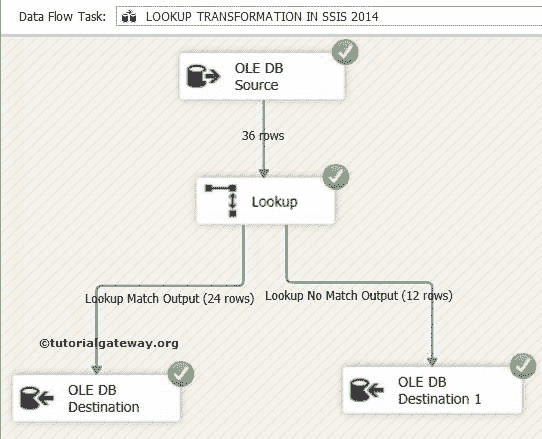 Data Flow Task:
LOOKUP TRANSFORMATION IN SSIS 2014
OLE DB
Source
36 rows
Lookup
Lookup Match Output (24 rows)
Lookup No Match Output (12 rows)
©tutorialgateway.org
OLE DB
Destination
OLE DB
Destination 1